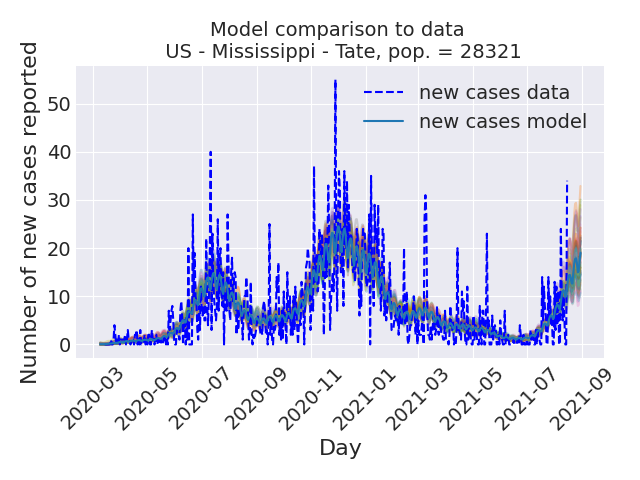 Model comparison to data
US - Mississippi - Tate, pop. = 28321
Number of new cases reported
50
40
30
20
10
0
new cases data
new cases model
2020-03
2020-05
2020-07
2020-09
2020-11
2021-01
2021-03
2021-05
2021-07
2021-09
Day